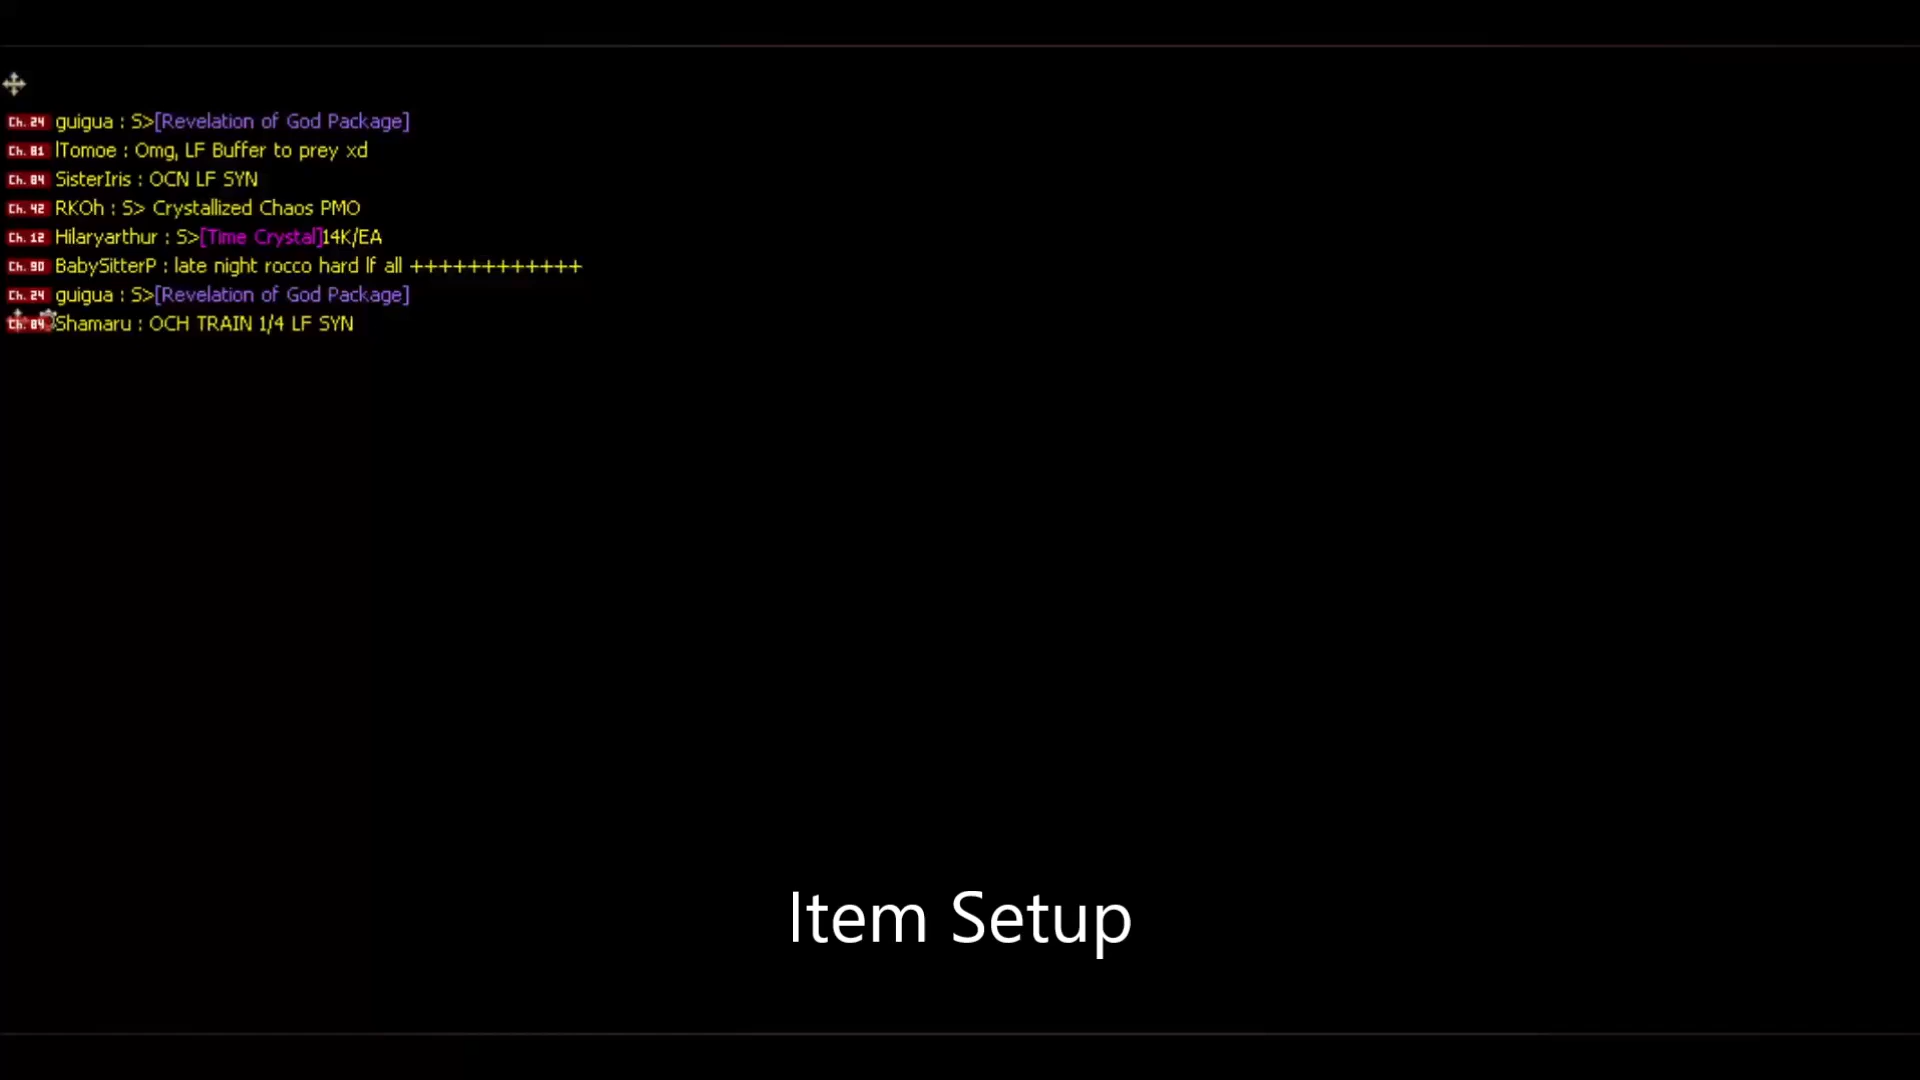 Ch. 24 guigua : S>[Revelation of God Package]
Ch. 81 lTomoe : Omg, LF Buffer to prey xd
Ch. 84 SisterIris : OCN LF SYN
Ch. 42 RKOh : S> Crystallized Chaos PMO
Ch. 12 Hilaryarthur : S>[Time Crystal]14K/EA
Ch. 90 BabySitterP : late night rocco hard lf all ++++++++++++
Ch. 24 guigua : S>[Revelation of God Package]
Ch. 84 Shamaru : OCH TRAIN 1/4 LF SYN
Item Setup